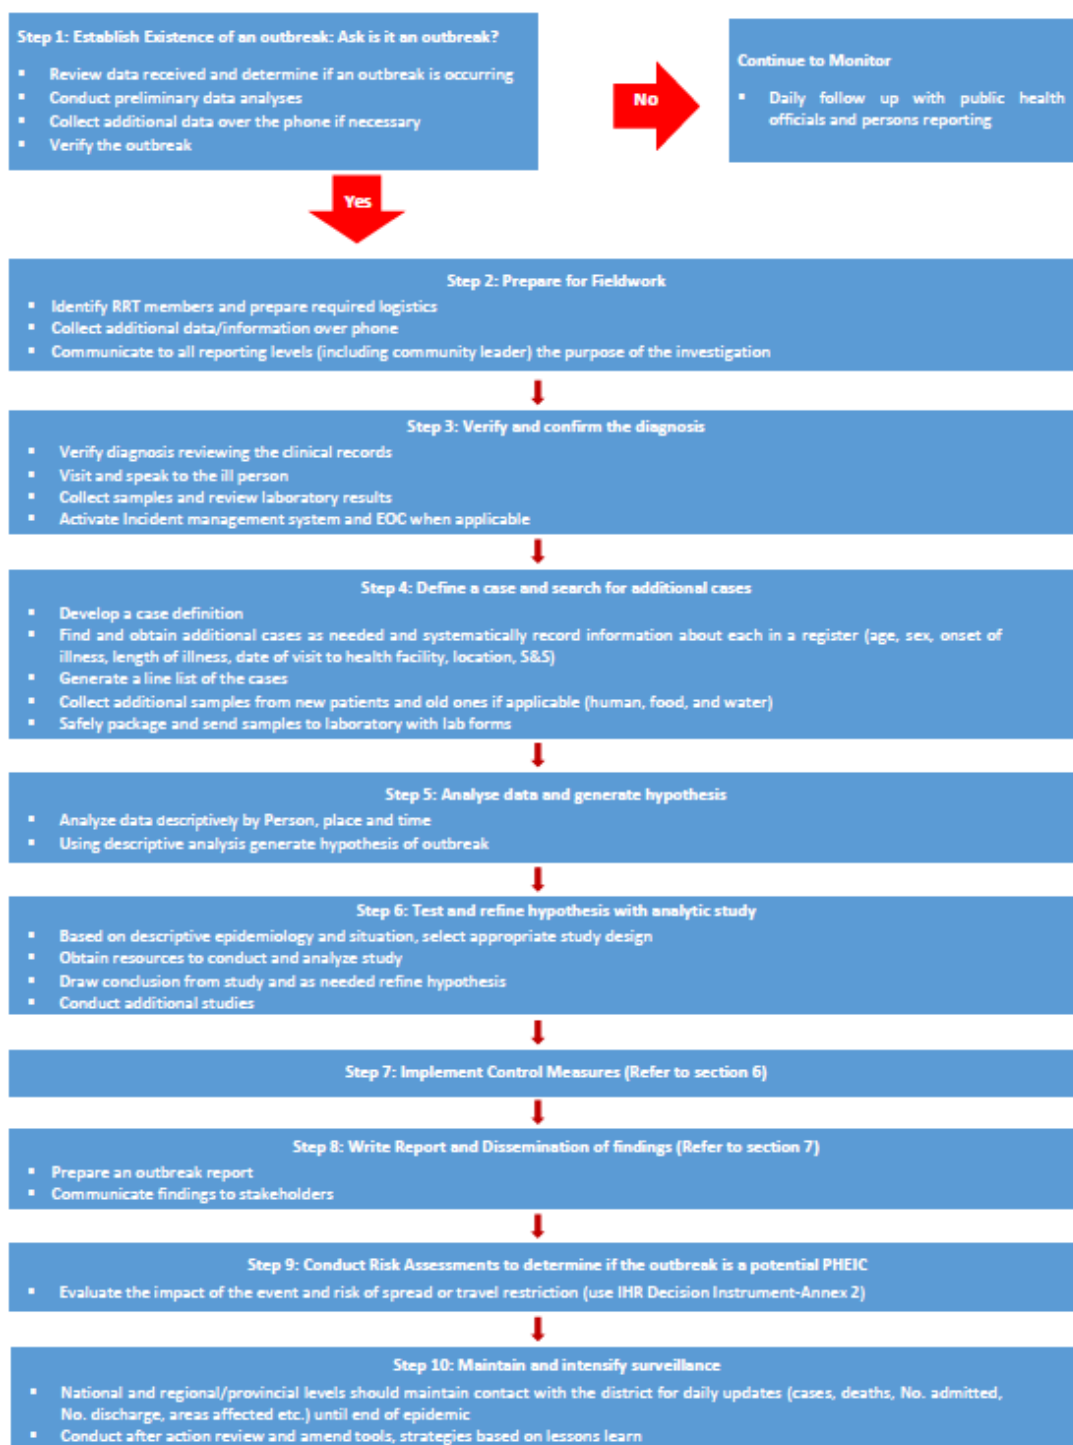 Step 1: Establish Existence of an outbreak: Ask is it an outbreak?
▪ Review data received and determine if an outbreak is occurring
▪ Conduct preliminary data analyses
▪ Collect additional data over the phone if necessary
▪ Verify the outbreak
No
Continue to Monitor
▪ Daily follow up with public health
officials and persons reporting
Yes
Step 2: Prepare for Fieldwork
▪ Identify RRT members and prepare required logistics
▪ Collect additional data/information over phone
▪ Communicate to all reporting levels (including community leader) the purpose of the investigation
Step 3: Verify and confirm the diagnosis
▪ Verify diagnosis reviewing the clinical records
▪ Visit and speak to the ill person
▪ Collect samples and review laboratory results
▪ Activate Incident management system and EOC when applicable
Step 4: Define a case and search for additional cases
▪ Develop a case definition
▪ Find and obtain additional cases as needed and systematically record information about each in a register (age, sex, onset of
illness, length of illness, date of visit to health facility, location, S&S)
▪ Generate a line list of the cases
▪ Collect additional samples from new patients and old ones if applicable (human, food, and water)
▪ Safely package and send samples to laboratory with lab forms
Step 5: Analyse data and generate hypothesis
▪ Analyze data descriptively by Person, place and time
▪ Using descriptive analysis generate hypothesis of outbreak
Step 6: Test and refine hypothesis with analytic study
▪ Based on descriptive epidemiology and situation, select appropriate study design
▪ Obtain resources to conduct and analyze study
▪ Draw conclusion from study and as needed refine hypothesis
▪ Conduct additional studies
Step 7: Implement Control Measures (Refer to section 6)
Step 8: Write Report and Dissemination of findings (Refer to section 7)
▪ Prepare an outbreak report
▪ Communicate findings to stakeholders
Step 9: Conduct Risk Assessments to determine if the outbreak is a potential PHEIC
▪ Evaluate the impact of the event and risk of spread or travel restriction (use IHR Decision Instrument-Annex 2)
Step 10: Maintain and intensify surveillance
▪ National and regional/provincial levels should maintain contact with the district for daily updates (cases, deaths, No. admitted,
No. discharge, areas affected etc.) until end of epidemic
▪ Conduct after action review and amend tools, strategies based on lessons learn